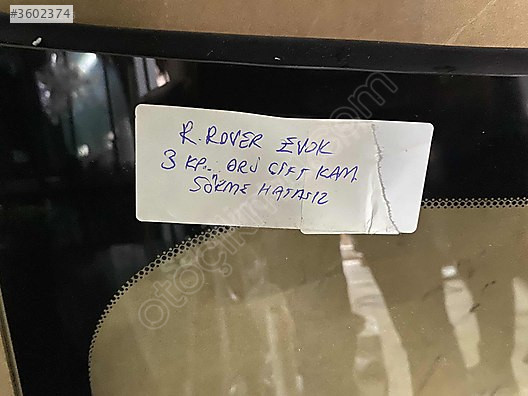 #3602374
R. ROVER EVOK
3 KP.. ORJ ÇİFT KAM.
SÖKME HATASIZ